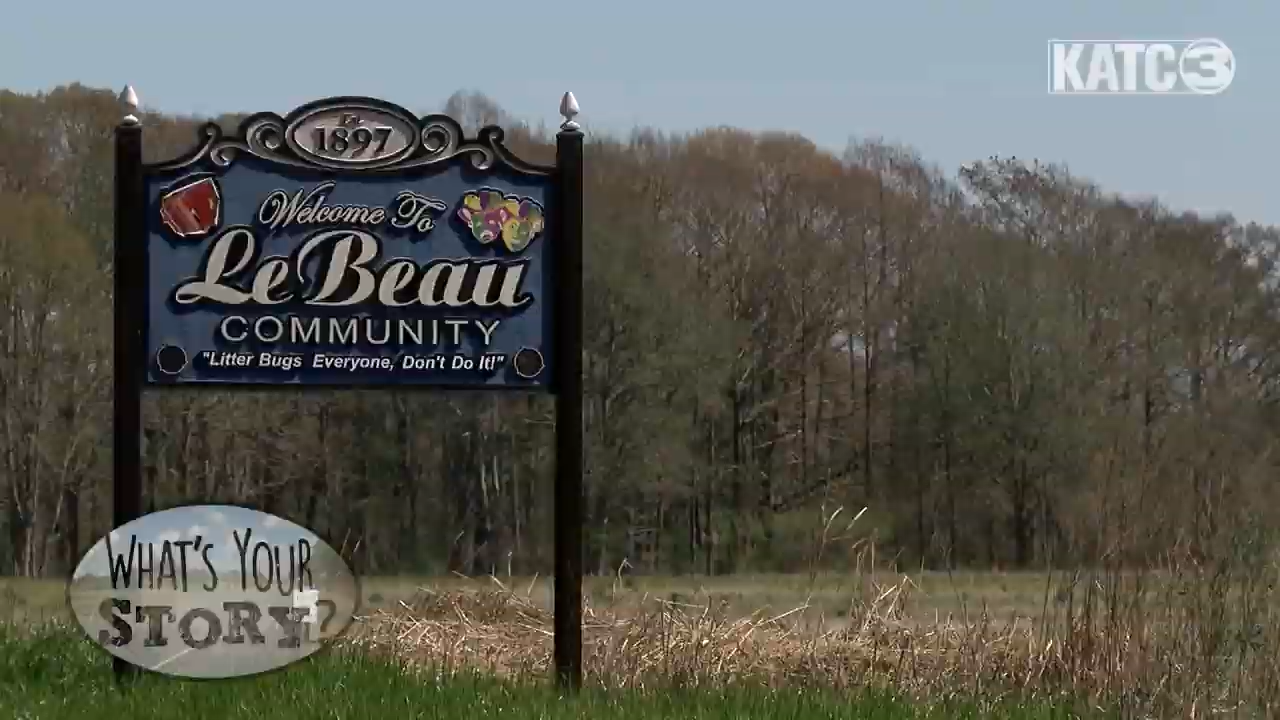 KATC3
Est.
1897
Welcome To
LeBeau
COMMUNITY
"Litter Bugs Everyone, Don't Do It!"
WHAT'S YOUR
STORY?